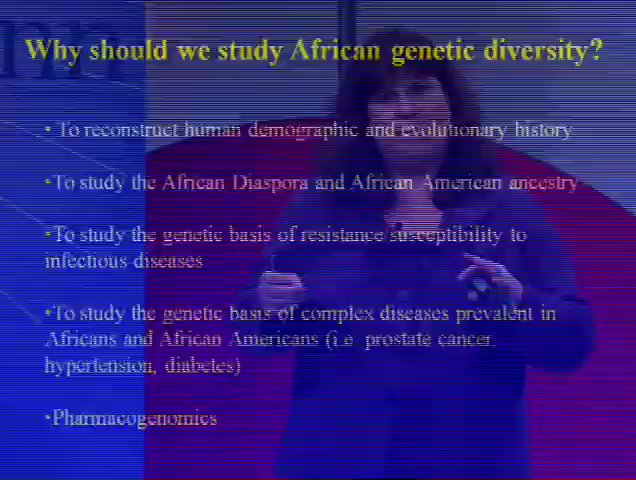 Why should we study African genetic diversity?
• To reconstruct human demographic and evolutionary history
•To study the African Diaspora and African American ancestry
•To study the genetic basis of resistance/susceptibility to
infectious diseases
•To study the genetic basis of complex diseases prevalent in
Africans and African Americans (i.e. prostate cancer,
hypertension, diabetes)
•Pharmacogenomics